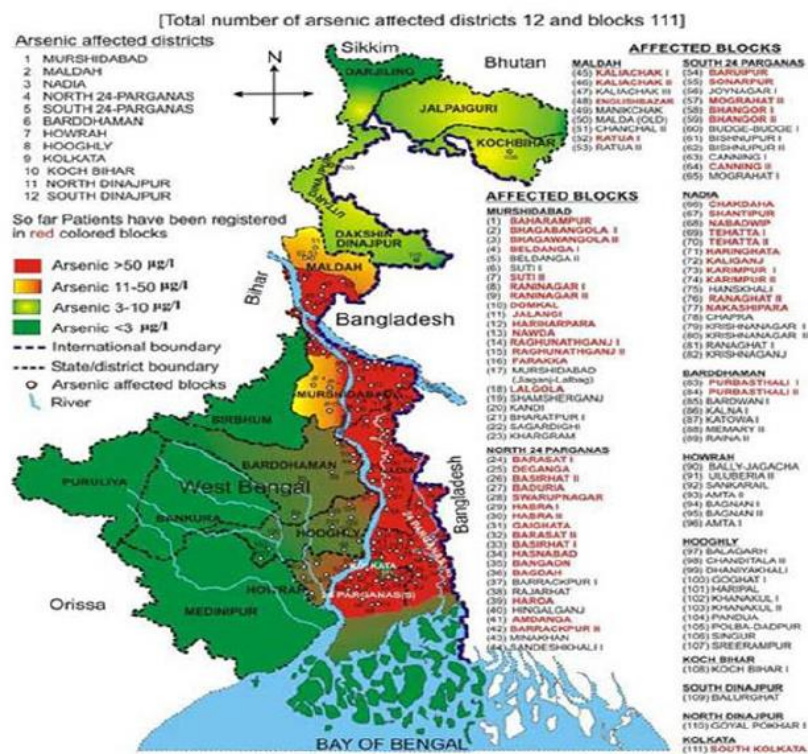 [Total number of arsenic affected districts 12 and blocks 111]
Arsenic affected districts
1 MURSHIDABAD
2 MALDAH
3 NADIA
4 NORTH 24-PARGANAS
5 SOUTH 24-PARGANAS
6 BARDDHAMAN
7 HOWRAH
8 HOOGHLY
9 KOLKATA
10 KOCH BIHAR
11 NORTH DINAJPUR
12 SOUTH DINAJPUR
So far Patients have been registered
in red colored blocks
Arsenic >50 µg/l
Arsenic 11-50 µg/l
Arsenic 3-10 µg/l
Arsenic <3 µg/l
International boundary
State/district boundary
Arsenic affected blocks
River
N
Sikkim
Bhutan
DARJILING
JALPAIGURI
KOCHBIHAR
UTTAR DINAJPUR
DAKSHIN
DINAJPUR
MALDAH
Bihar
Bangladesh
MURSHIDABAD
BIRBHUM
BARDDHAMAN
NADIA
West Bengal
PURULIYA
BANKURA
HOOGHLY
Bangladesh
KOLKATA
HOWRAH
PARGANAS(S)
Orissa
MEDINIPUR
BAY OF BENGAL
AFFECTED BLOCKS
MALDAH
(45) KALIACHAK I
(46) KALIACHAK II
(47) KALIACHAK III
(48) ENGLISHBAZAR
(49) MANIKCHAK
(50) MALDA (OLD)
(51) CHANCHAL II
(52) RATUA I
(53) RATUA II
AFFECTED BLOCKS
MURSHIDABAD
(1) BAHARAMPUR
(2) BHAGABANGOLA I
(3) BHAGAWANGOLA II
(4) BELDANGA I
(5) BELDANGA II
(6) SUTI I
(7) SUTI II
(8) RANINAGAR I
(9) RANINAGAR II
(10) DOMKAL
(11) JALANGI
(12) HARIHARPARA
(13) NAWDA
(14) RAGHUNATHGANJ I
(15) RAGHUNATHGANJ II
(16) FARAKKA
(17) MURSHIDABAD
(Jiaganj-Lalbag)
(18) LALGOLA
(19) SHAMSHERGANJ
(20) KANDI
(21) BHARATPUR I
(22) SAGARDIGHI
(23) KHARGRAM
NORTH 24 PARGANAS
(24) BARASAT I
(25) DEGANGA
(26) BASIRHAT II
(27) BADURIA
(28) SWARUPNAGAR
(29) HABRA I
(30) HABRA II
(31) GAIGHATA
(32) BARASAT II
(33) BASIRHAT I
(34) HASNABAD
(35) BANGAON
(36) BAGDAH
(37) BARRACKPUR I
(38) RAJARHAT
(39) HAROA
(40) HINGALGANJ
(41) AMDANGA
(42) BARRACKPUR II
(43) MINAKHAN
(44) SANDESHKHALI I
SOUTH 24 PARGANAS
(54) BARUIPUR
(55) SONARPUR
(56) JOYNAGAR I
(57) MOGRAHAT II
(58) BHANGOR I
(59) BHANGOR II
(60) BUDGE-BUDGE I
(61) BISHNUPUR I
(62) BISHNUPUR II
(63) CANNING I
(64) CANNING II
(65) MOGRAHAT I
NADIA
(66) CHAKDAHA
(67) SHANTIPUR
(68) NABADWIP
(69) TEHATTA I
(70) TEHATTA II
(71) HARINGHATA
(72) KALIGANJ
(73) KARIMPUR I
(74) KARIMPUR II
(75) HANSKHALI
(76) RANAGHAT II
(77) NAKASHIPARA
(78) CHAPRA
(79) KRISHNANAGAR
(80) KRISHNANAGAR II
(81) RANAGHAT I
(82) KRISHNGANJ
BARDDHAMAN
(83) PURBASTHALI I
(84) PURBASTHALI II
(85) BARDWAN I
(86) KALNA I
(87) KATOWA I
(88) MEMARY II
(89) RAINA II
HOWRAH
(90) BALLY-JAGACHA
(91) ULUBERIA II
(92) SANKARAIL
(93) AMTA II
(94) BAGNAN I
(95) BAGNAN II
(96) AMTA I
HOOGHLY
(97) BALAGARH
(98) CHANDITALA II
(99) DHANIYAKHALI
(100) GOGHAT I
(101) HARIPAL
(102) KHANAKUL I
(103) KHANAKUL II
(104) PANDUA
(105) POLBA-DADPUR
(106) SINGUR
(107) SREERAMPUR
KOCH BIHAR
(108) KOCH BIHAR I
SOUTH DINAJPUR
(109) BALURGHAT
NORTH DINAJPUR
(110) GOYAL POKHAR I
KOLKATA
(111) SOUTH KOLKATA